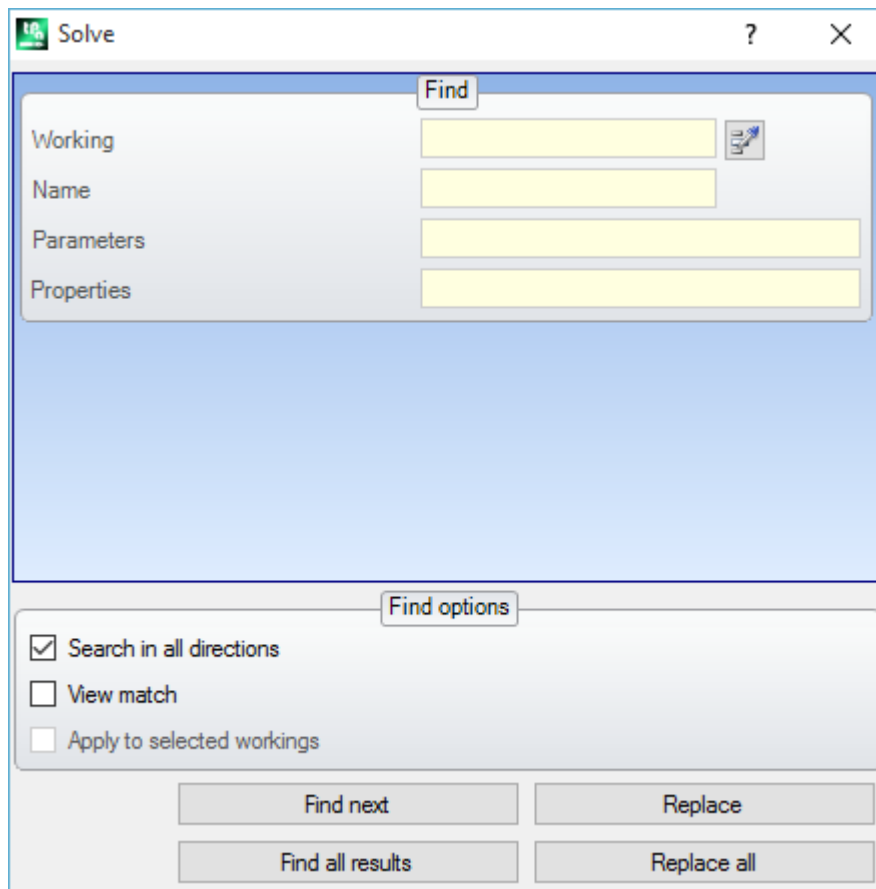 Solve
?
Find
Working
Name
Parameters
Properties
Find options
Search in all directions
View match
Apply to selected workings
Find next Replace
Find all results Replace all